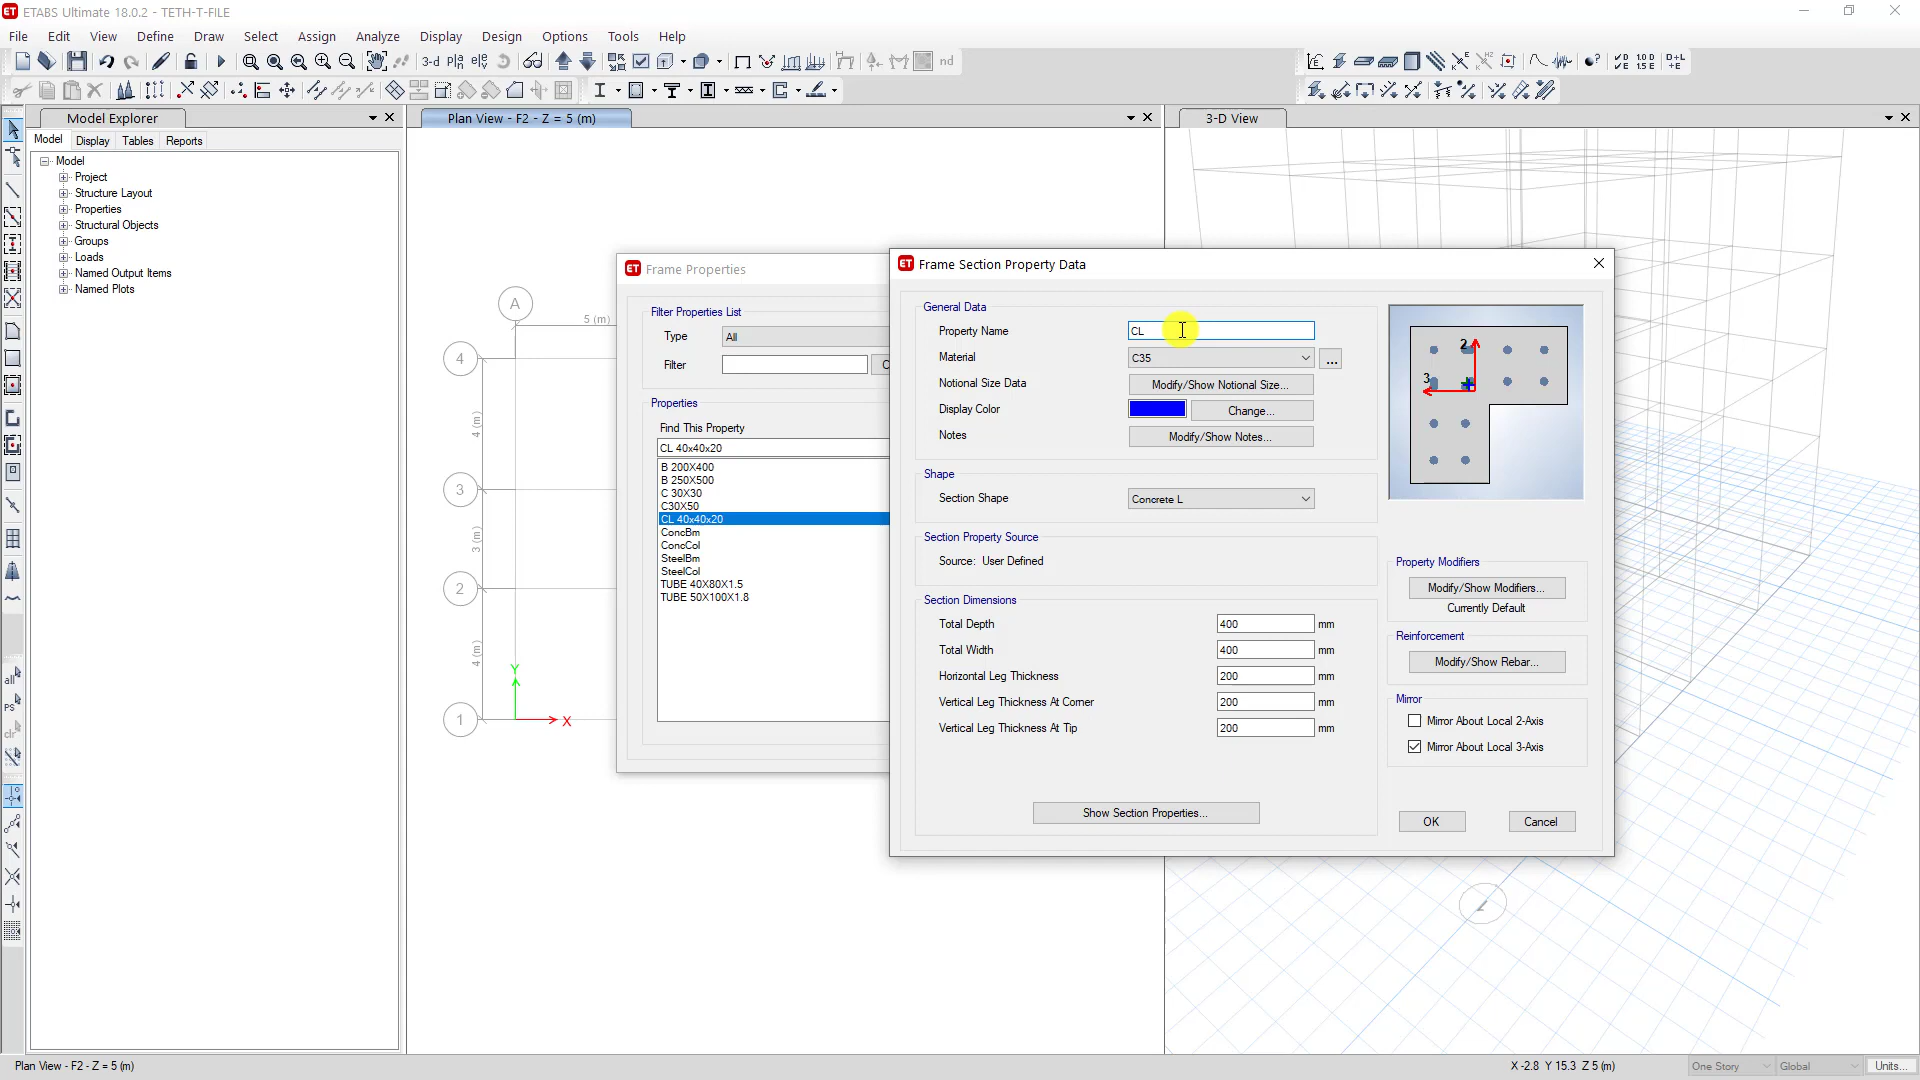 ETABS Ultimate 18.0.2 - TETH-T-FILE
File Edit View Define Draw Select Assign Analyze Display Design Options Tools Help
3-d
nd
Model Explorer
Plan View - F2 - Z = 5 (m)
3-D View
Model Display Tables Reports
Model
Project
Structure Layout
Properties
Structural Objects
Groups
Loads
Named Output Items
Named Plots
all
PS
clr
A
5 (m)
4
4 (m)
3
3 (m)
2
4 (m)
1
Y
X
Frame Properties
Filter Properties List
Type All
Filter
C
Properties
Find This Property
CL 40x40x20
B 200X400
B 250X500
C 30X30
C30X50
CL 40x40x20
ConcBm
ConcCol
SteelBm
SteelCol
TUBE 40X80X1.5
TUBE 50X100X1.8
Frame Section Property Data
General Data
Property Name CL
Material C35 ...
Notional Size Data Modify/Show Notional Size...
Display Color Change...
Notes Modify/Show Notes...
Shape
Section Shape Concrete L
Section Property Source
Source: User Defined
Section Dimensions
Total Depth 400 mm
Total Width 400 mm
Horizontal Leg Thickness 200 mm
Vertical Leg Thickness At Corner 200 mm
Vertical Leg Thickness At Tip 200 mm
Show Section Properties...
2
3
Property Modifiers
Modify/Show Modifiers...
Currently Default
Reinforcement
Modify/Show Rebar...
Mirror
Mirror About Local 2-Axis
Mirror About Local 3-Axis
OK Cancel
Plan View - F2 - Z = 5 (m)
X -2.8 Y 15.3 Z 5 (m)
One Story Global Units...